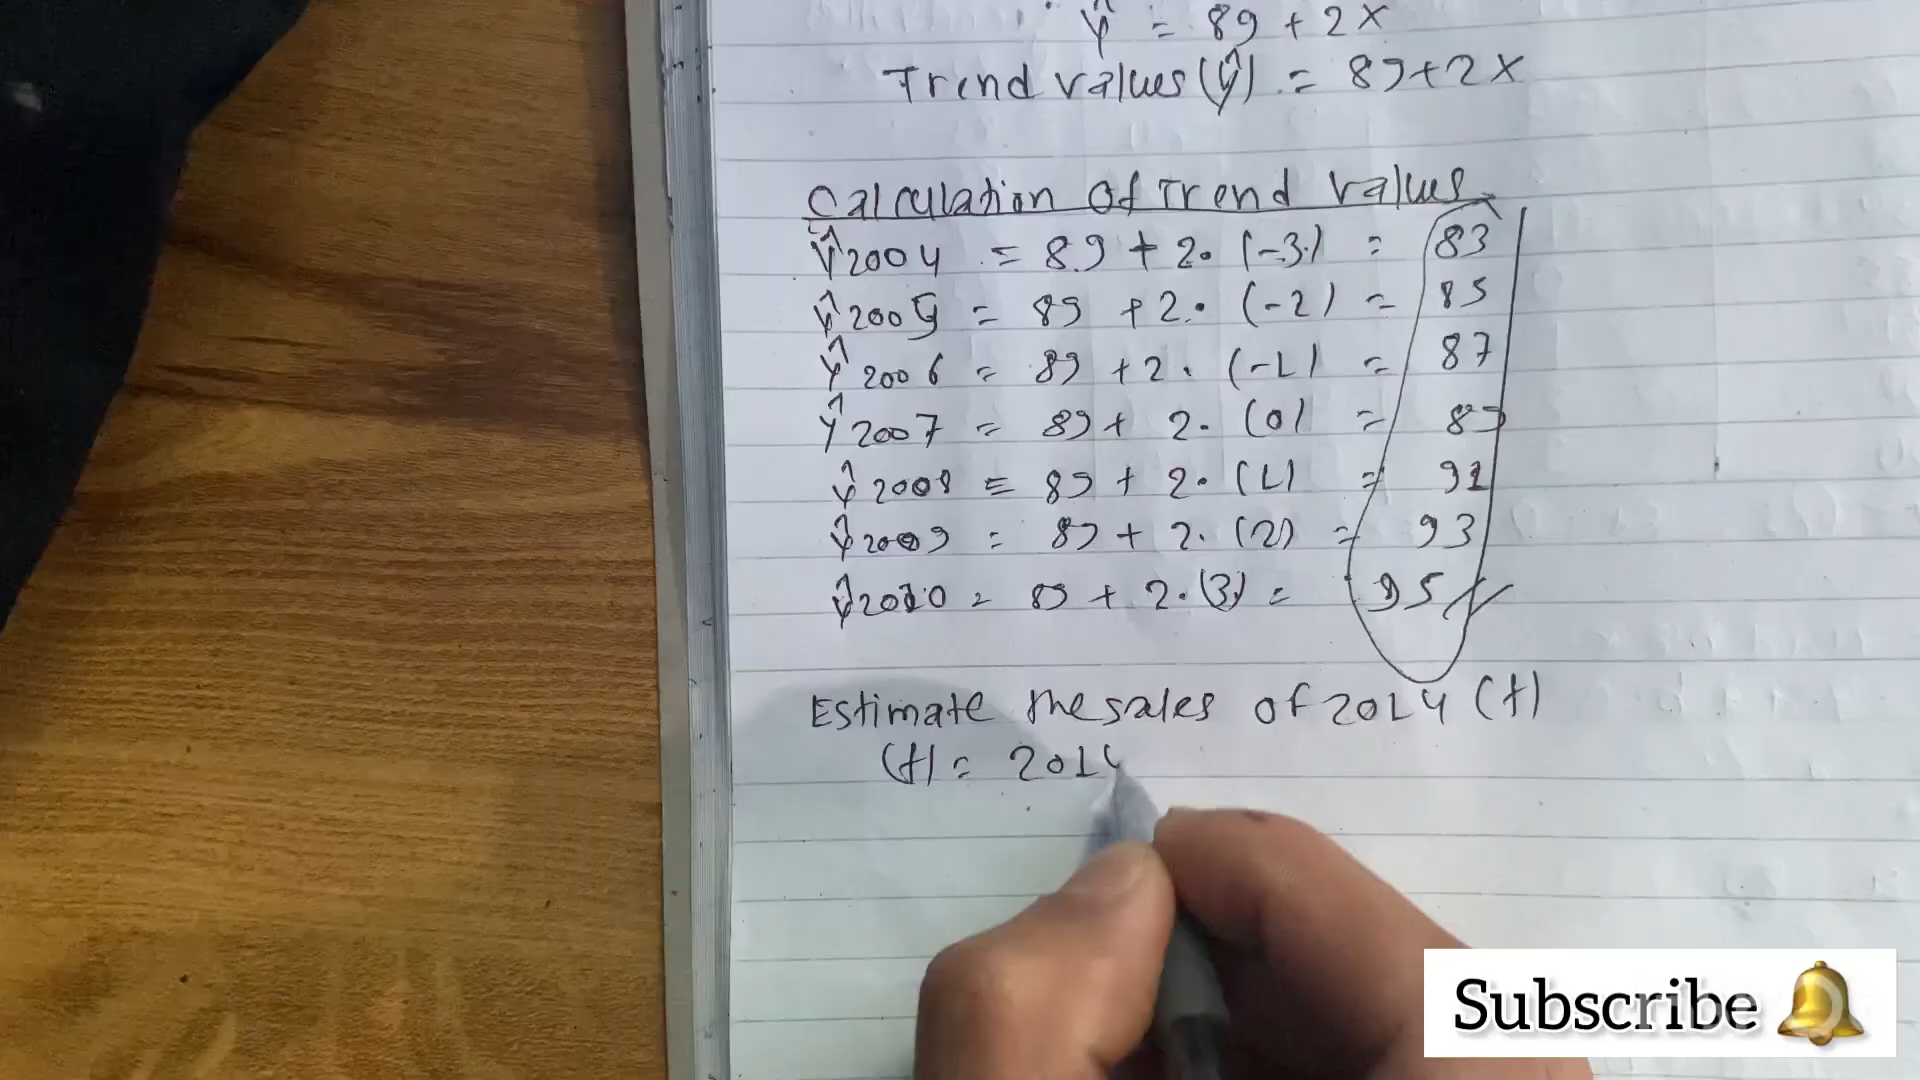 Ŷ = 89 + 2X
Trend values (ŷ) = 89+2X
Calculation Of Trend Values
Ŷ2004 = 89 + 2. (-3) = 83
Ŷ2005 = 89 + 2. (-2) = 85
Ŷ2006 = 89 + 2. (-1) = 87
Ŷ2007 = 89 + 2. (0) = 89
Ŷ2008 = 89 + 2. (1) = 91
Ŷ2009 = 89 + 2. (2) = 93
Ŷ2010 = 89 + 2. (3) = 95
Estimate the sales of 2014 (t)
(t) = 2014
Subscribe